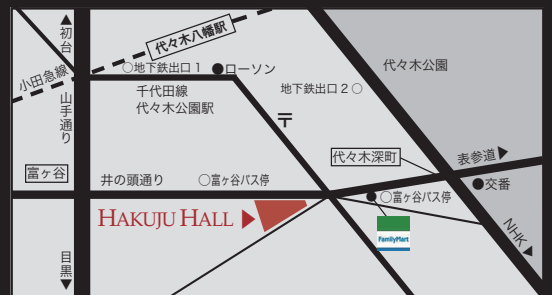 ▲初台
代々木八幡駅
小田急線
○地下鉄出口1
●ローソン
代々木公園
千代田線
代々木公園駅
地下鉄出口2○
山手通り
〒
代々木深町
表参道▶
富ヶ谷
井の頭通り
○富ヶ谷バス停
●○富ヶ谷バス停
●交番
HAKUJU HALL▶
FamilyMart
NHK▼
目黒▼